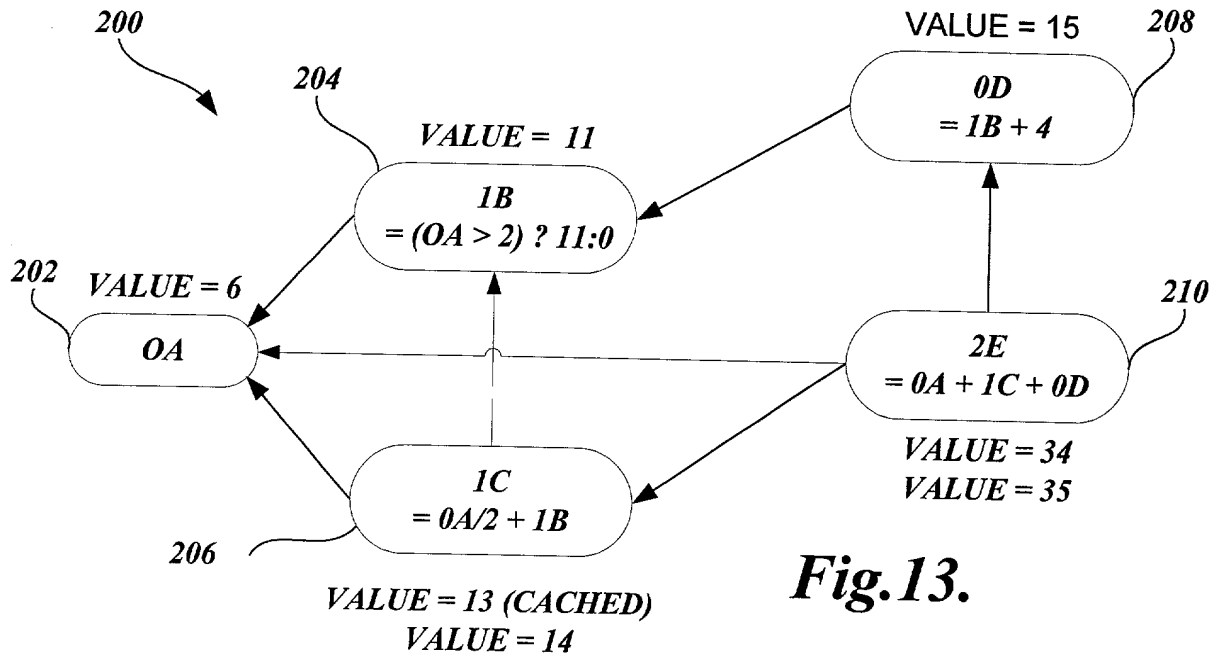 200
204
VALUE = 11
1B
= (OA > 2) ? 11:0
VALUE = 15
208
0D
= 1B + 4
202
VALUE = 6
OA
210
2E
= 0A + 1C + 0D
VALUE = 34
VALUE = 35
1C
= 0A/2 + 1B
206
VALUE = 13 (CACHED)
VALUE = 14
Fig.13.